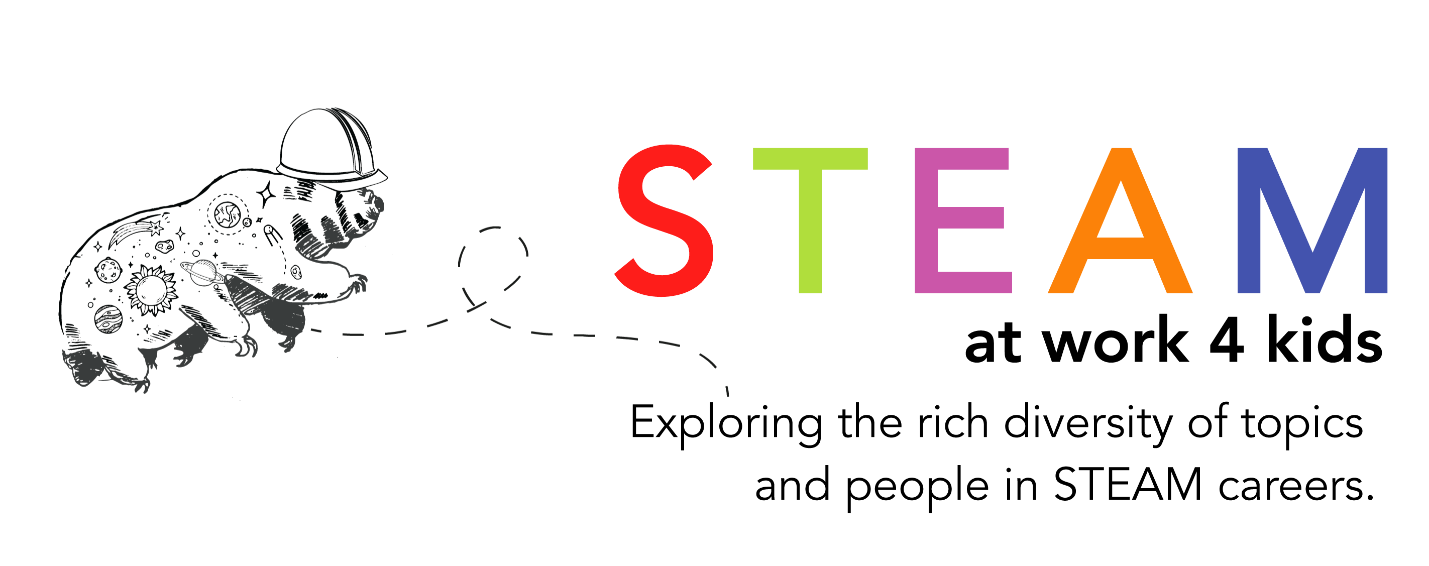 STEAM
at work 4 kids
Exploring the rich diversity of topics
and people in STEAM careers.